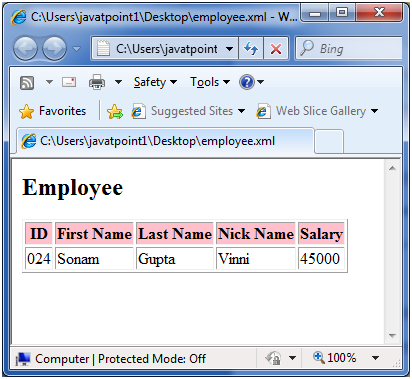 C:\Users\javatpoint1\Desktop\employee.xml - W...
C:\Users\javatpoint
Bing
Safety Tools
Favorites Suggested Sites Web Slice Gallery
C:\Users\javatpoint1\Desktop\employee.xml
Employee
ID First Name Last Name Nick Name Salary
024 Sonam Gupta Vinni 45000
Computer | Protected Mode: Off 100%